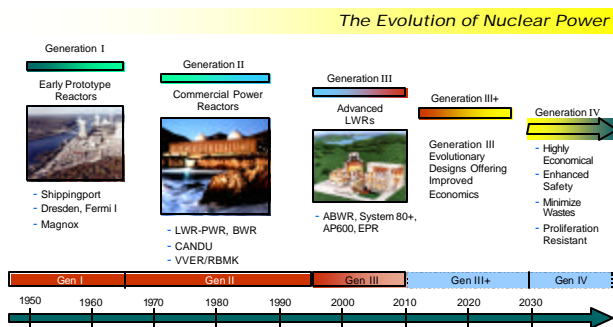 The Evolution of Nuclear Power
Generation I
Early Prototype
Reactors
- Shippingport
- Dresden, Fermi I
- Magnox
Generation II
Commercial Power
Reactors
- LWR-PWR, BWR
- CANDU
- VVER/RBMK
Generation III
Advanced
LWRs
- ABWR, System 80+,
AP600, EPR
Generation III+
Generation III
Evolutionary
Designs Offering
Improved
Economics
Generation IV
- Highly
Economical
- Enhanced
Safety
- Minimize
Wastes
- Proliferation
Resistant
Gen I Gen II Gen III Gen III+ Gen IV
1950 1960 1970 1980 1990 2000 2010 2020 2030